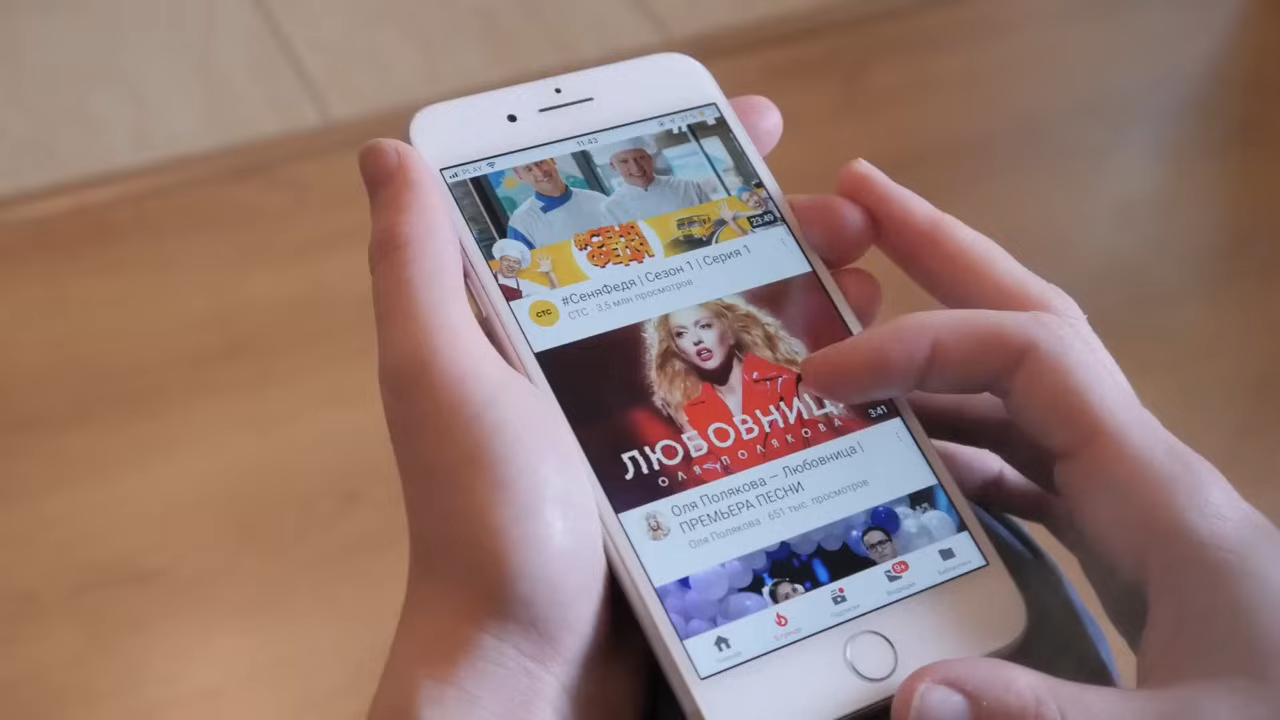 PLAY
11:43
#СЕНЯ
ФЕДЯ
23:49
#СеняФедя | Сезон 1 | Серия 1
СТС
СТС · 3,5 млн просмотров
ЛЮБОВНИЦ
ОЛЯ ПОЛЯКОВА
3:41
Оля Полякова — Любовница |
ПРЕМЬЕРА ПЕСНИ
Оля Полякова · 651 тыс. просмотров
9+